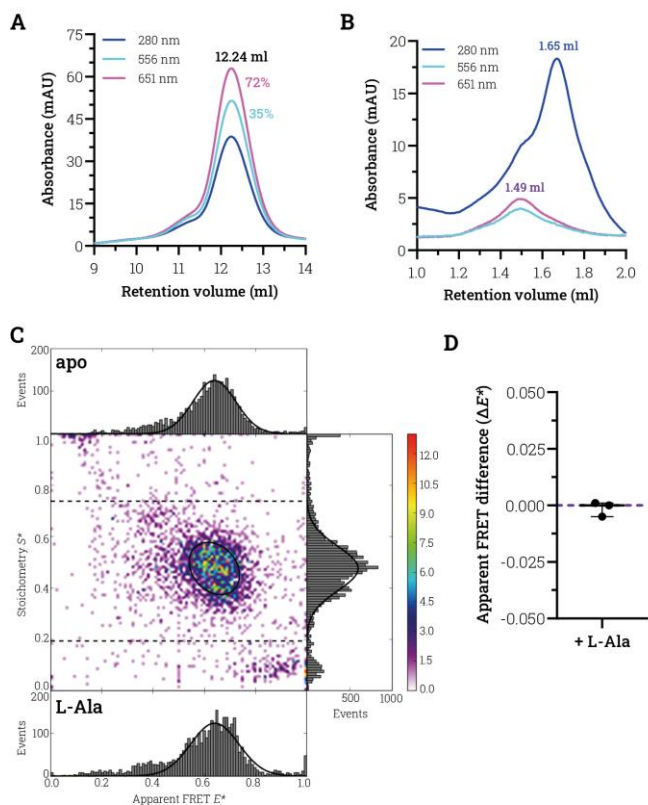 A
280 nm
556 nm
651 nm
12.24 ml
72%
35%
Absorbance (mAU)
75
60
45
30
15
0
9 10 11 12 13 14
Retention volume (ml)
B
280 nm
556 nm
651 nm
1.65 ml
1.49 ml
Absorbance (mAU)
20
15
10
5
0
1.0 1.2 1.4 1.6 1.8 2.0
Retention volume (ml)
C
apo
Events
200
100
Stoichometry S*
1.0
0.8
0.6
0.4
0.2
0.0
12.0
10.5
9.0
7.5
6.0
4.5
3.0
1.5
0.0
500 1000
Events
L-Ala
Events
200
100
0
0.0 0.2 0.4 0.6 0.8 1.0
Apparent FRET E*
D
Apparent FRET difference (ΔE*)
0.050
0.025
0.000
-0.025
-0.050
+ L-Ala